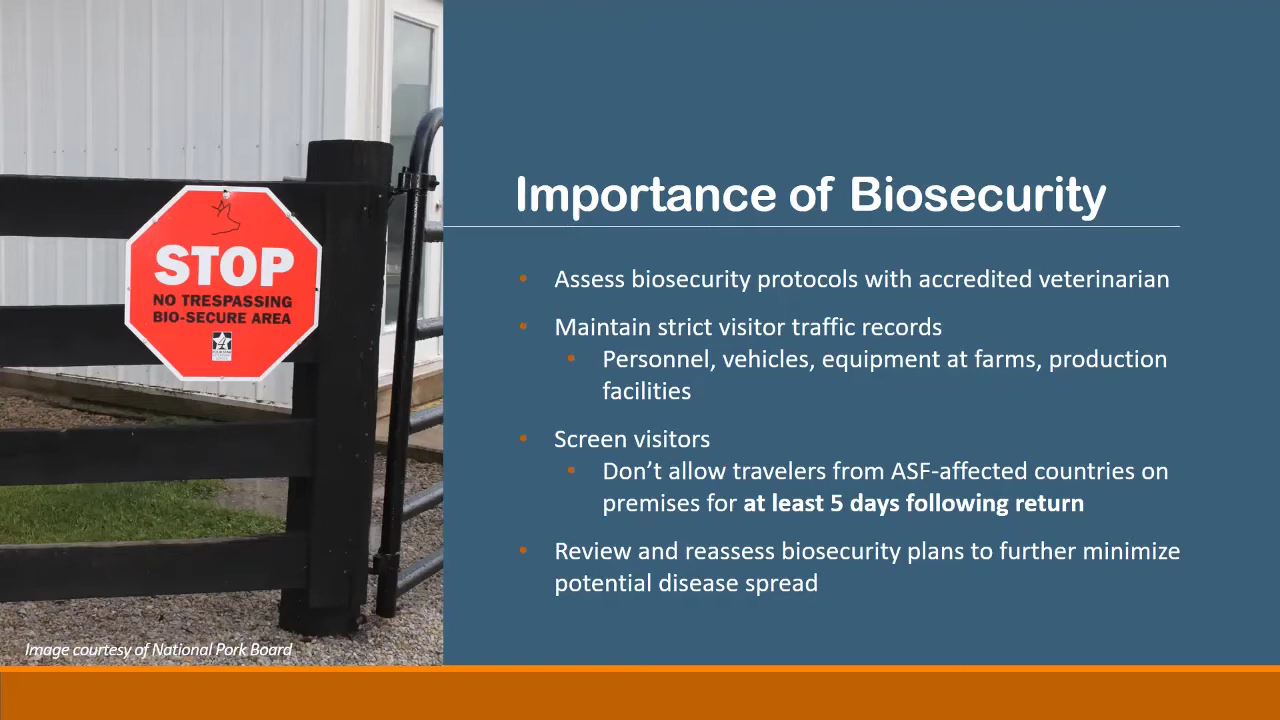 STOP
NO TRESPASSING
BIO-SECURE AREA
Image courtesy of National Pork Board
Importance of Biosecurity
• Assess biosecurity protocols with accredited veterinarian
• Maintain strict visitor traffic records
• Personnel, vehicles, equipment at farms, production
facilities
• Screen visitors
• Don’t allow travelers from ASF-affected countries on
premises for at least 5 days following return
• Review and reassess biosecurity plans to further minimize
potential disease spread